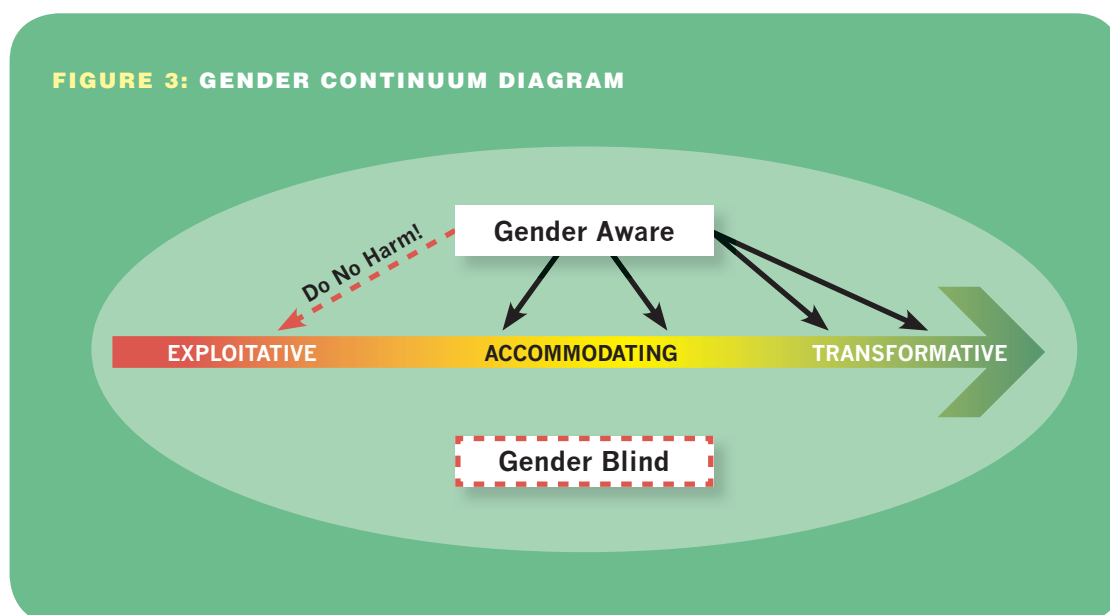 FIGURE 3: GENDER CONTINUUM DIAGRAM
Gender Aware
Do No Harm!
EXPLOITATIVE
ACCOMMODATING
TRANSFORMATIVE
Gender Blind